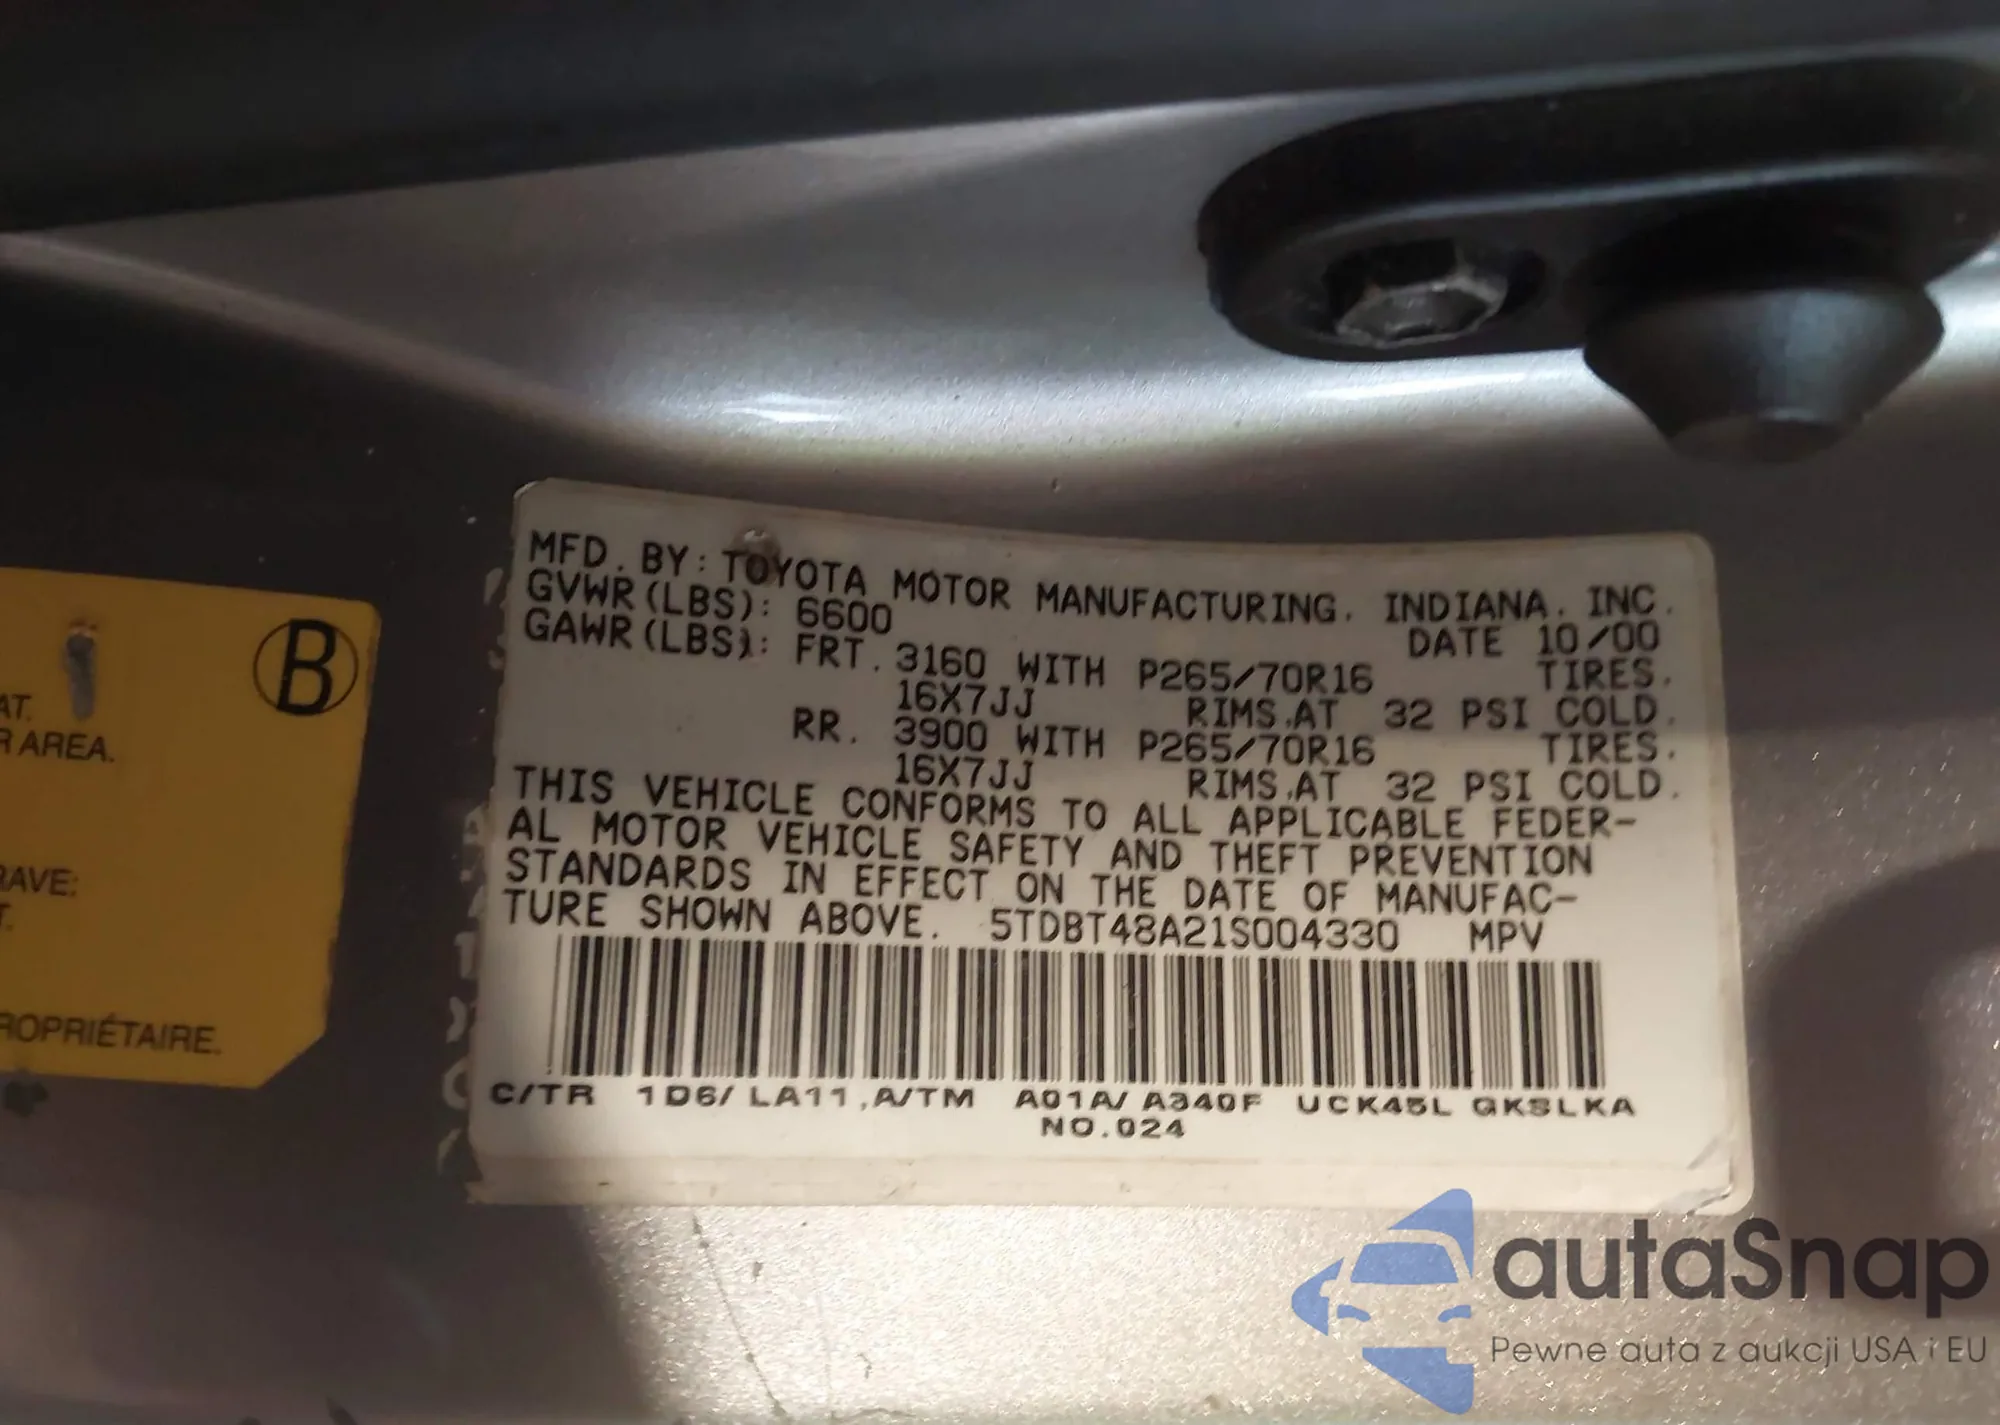 MFD. BY: TOYOTA MOTOR MANUFACTURING. INDIANA. INC.
GVWR(LBS): 6600 DATE 10/00
GAWR(LBS): FRT. 3160 WITH P265/70R16 TIRES.
16X7JJ RIMS.AT 32 PSI COLD.
RR. 3900 WITH P265/70R16 TIRES.
16X7JJ RIMS.AT 32 PSI COLD.
THIS VEHICLE CONFORMS TO ALL APPLICABLE FEDER-
AL MOTOR VEHICLE SAFETY AND THEFT PREVENTION
STANDARDS IN EFFECT ON THE DATE OF MANUFAC-
TURE SHOWN ABOVE. 5TDBT48A21S004330 MPV
C/TR 1D6/ LA11,A/TM A01A/ A340F UCK45L GKSLKA
NO.024
B
AT.
R AREA.
RAVE:
T.
ROPRIÉTAIRE.
autaSnap
Pewne auta z aukcji USA i EU